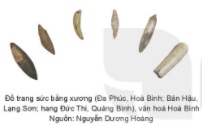 Đồ trang sức bằng xương (Đa Phúc, Hoà Bình; Bản Hậu,
Lạng Sơn; hang Đức Thi, Quảng Bình), văn hoá Hoà Bình
Nguồn: Nguyễn Dương Hoàng